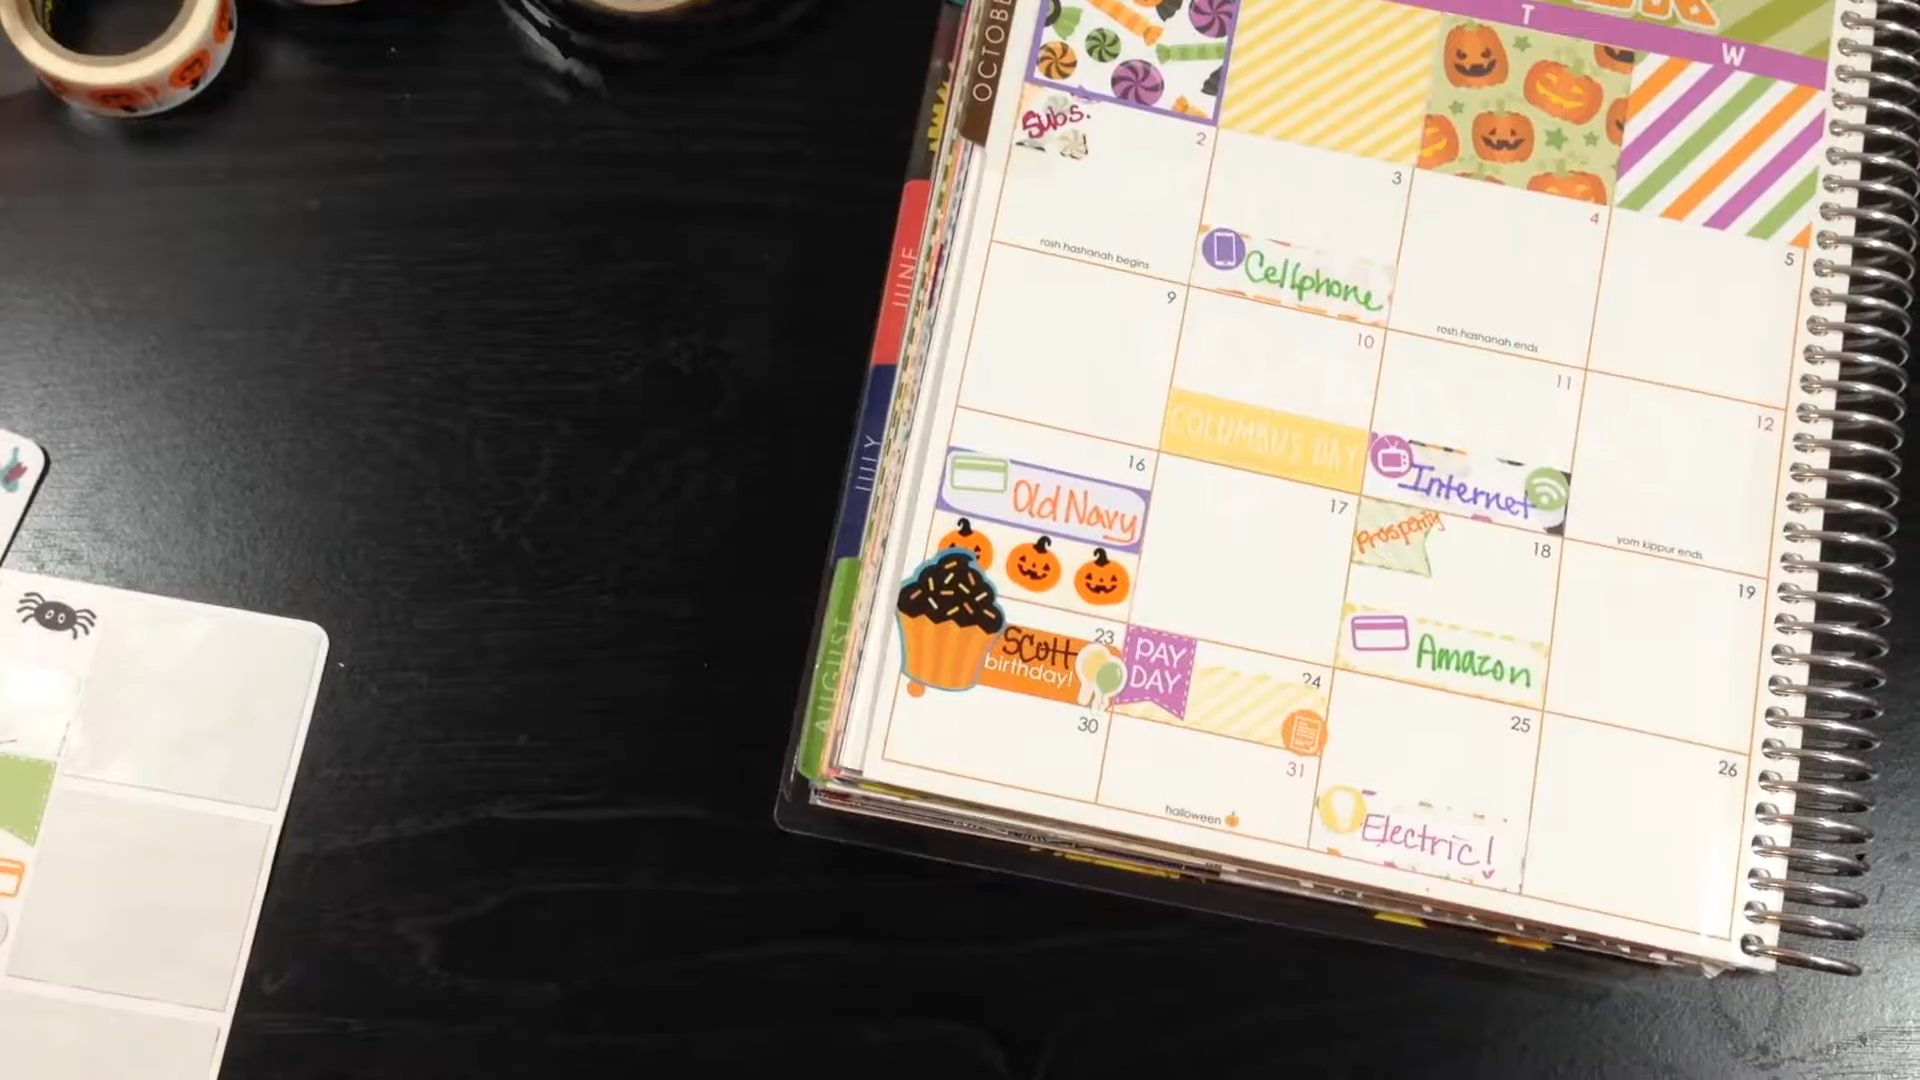 OCTOBER
T
W
Subs.
2
3
4
5
rosh hashanah begins
Cellphone
rosh hashanah ends
9
10
11
12
COLUMBUS DAY
Internet
yom kippur ends
16
Old Navy
17
Prosperity
18
19
Amazon
Scott
birthday!
23
PAY
DAY
24
25
26
30
31
halloween
Electric!
JUNE
JULY
AUGUST